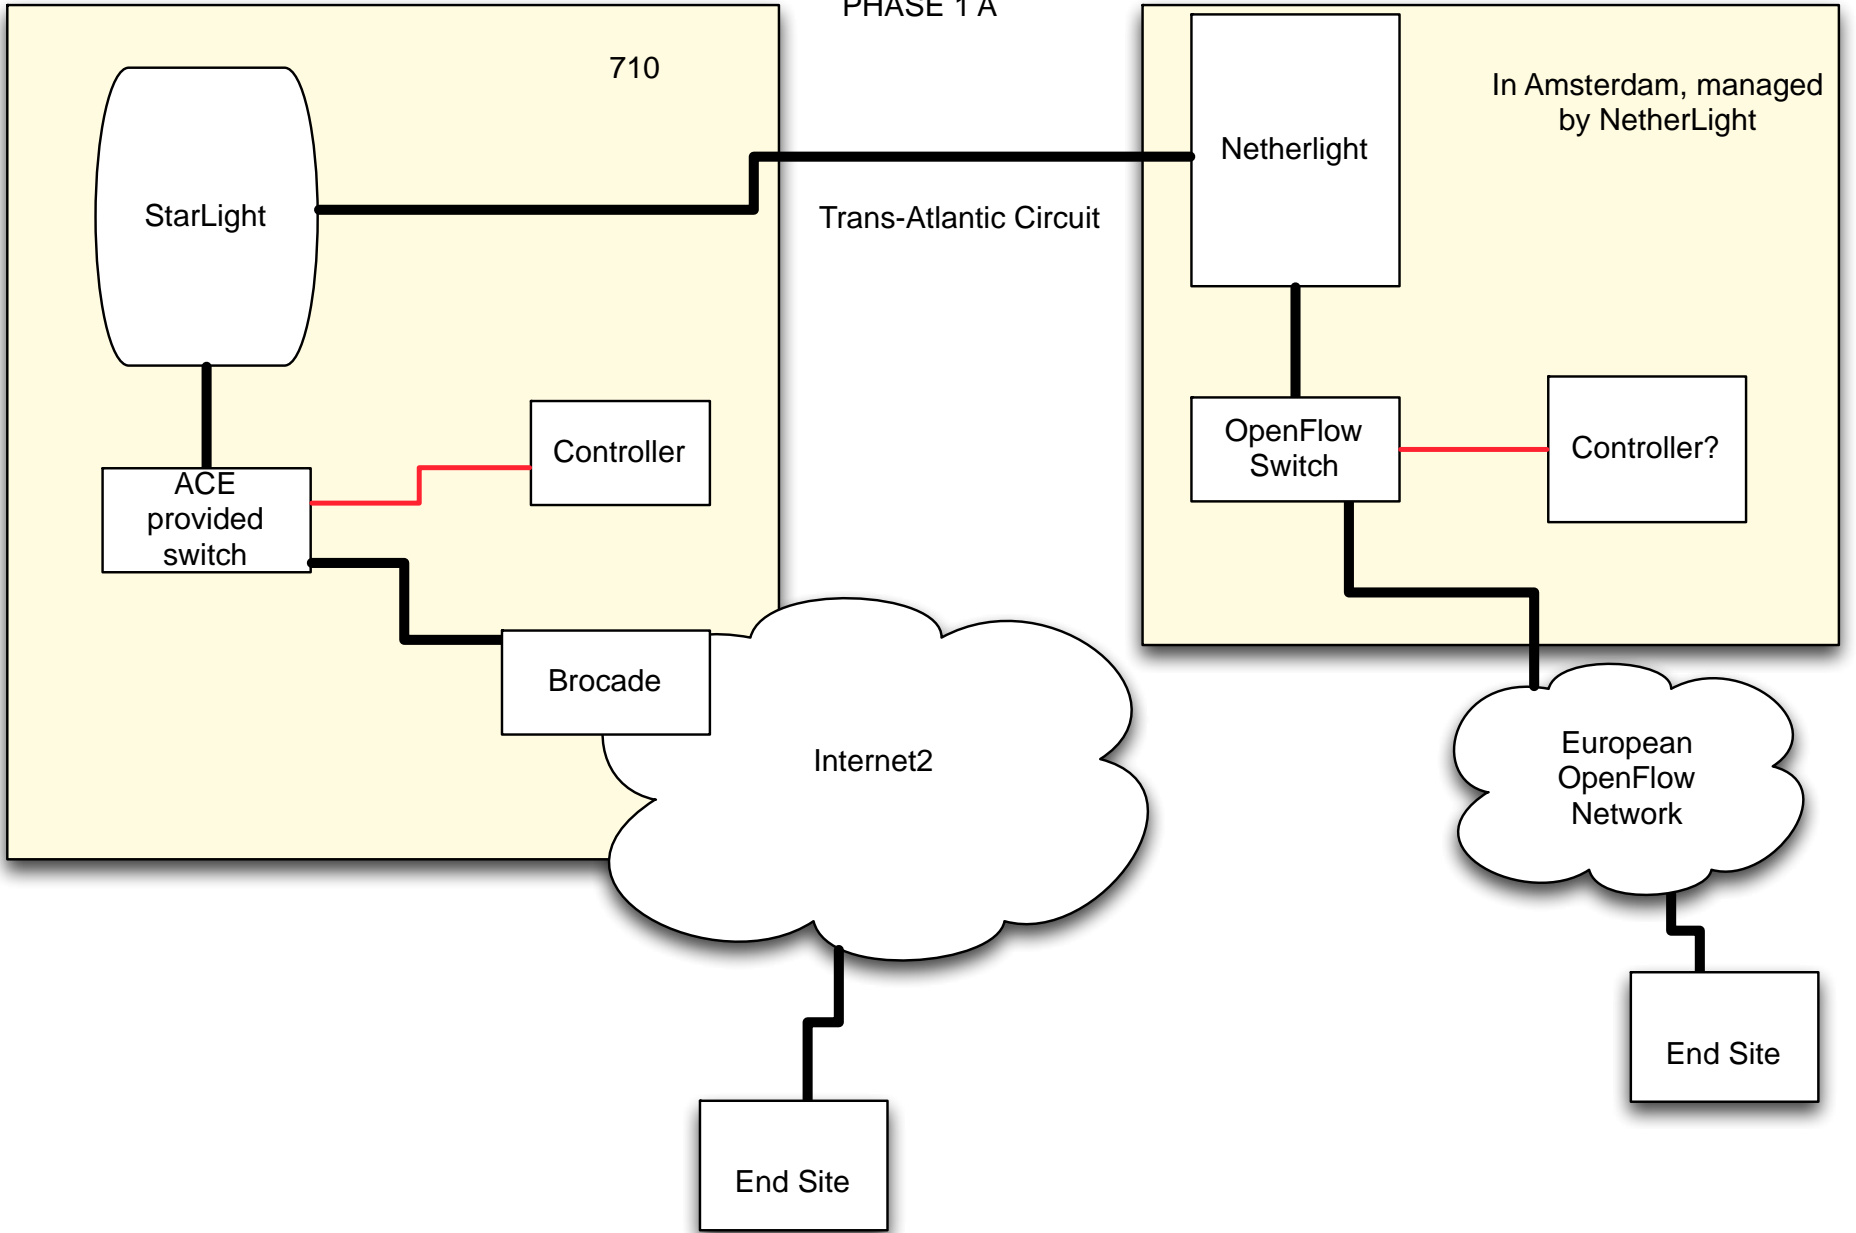 PHASE 1 A
710
In Amsterdam, managed
by NetherLight
Netherlight
StarLight
Trans-Atlantic Circuit
Controller
OpenFlow
Switch
Controller?
ACE
provided
switch
Brocade
Internet2
European
OpenFlow
Network
End Site
End Site